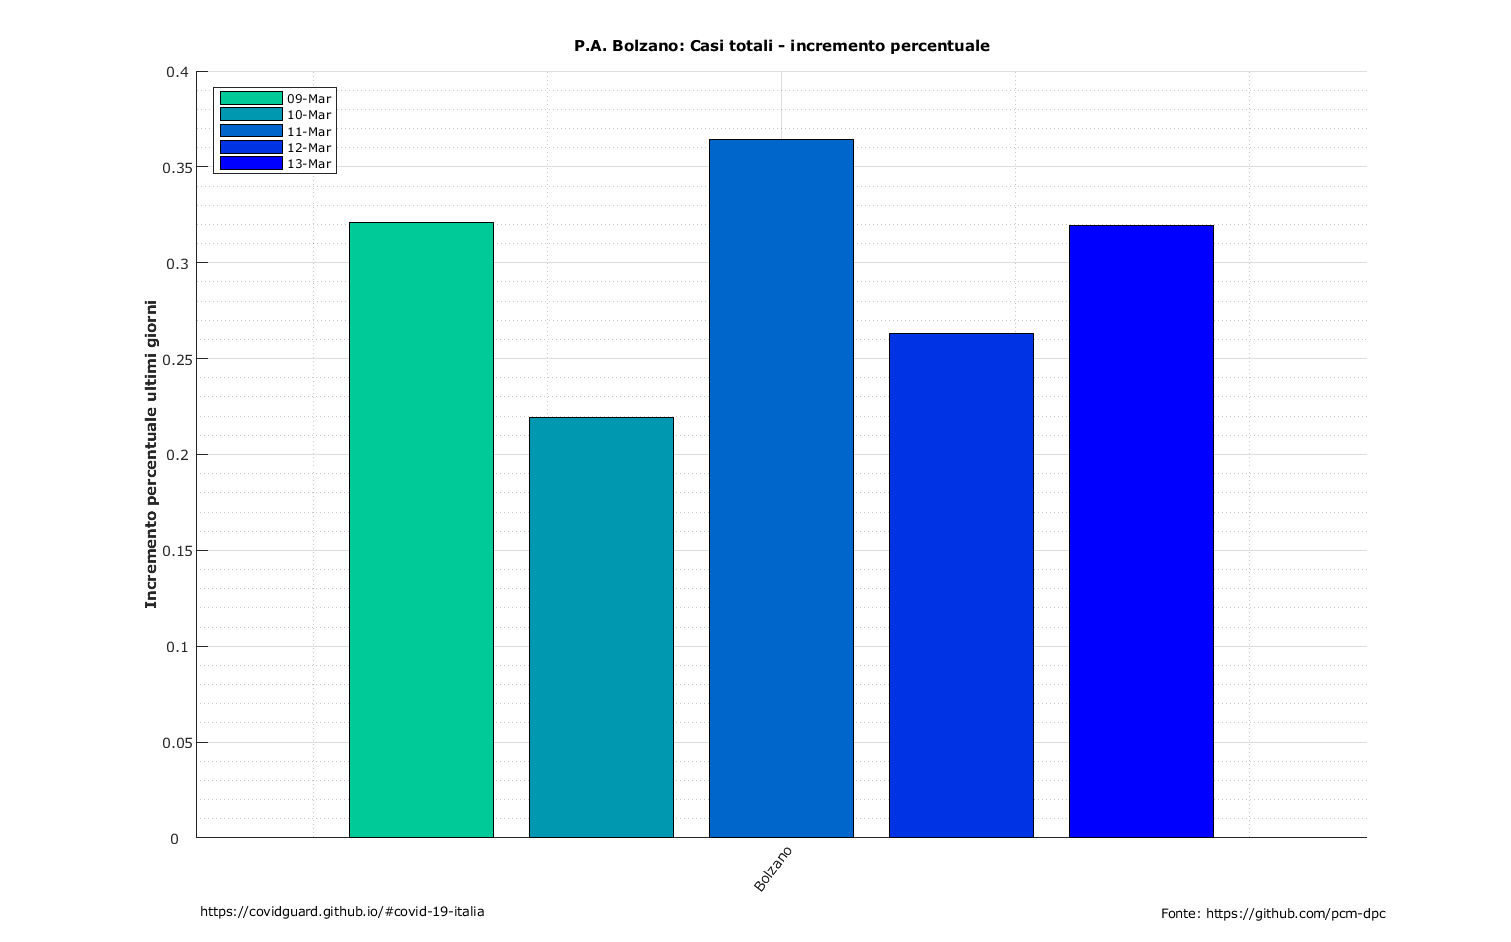 P.A. Bolzano: Casi totali - incremento percentuale
Incremento percentuale ultimi giorni
0.4
0.35
0.3
0.25
0.2
0.15
0.1
0.05
0
09-Mar
10-Mar
11-Mar
12-Mar
13-Mar
Bolzano
https://covidguard.github.io/#covid-19-italia
Fonte: https://github.com/pcm-dpc